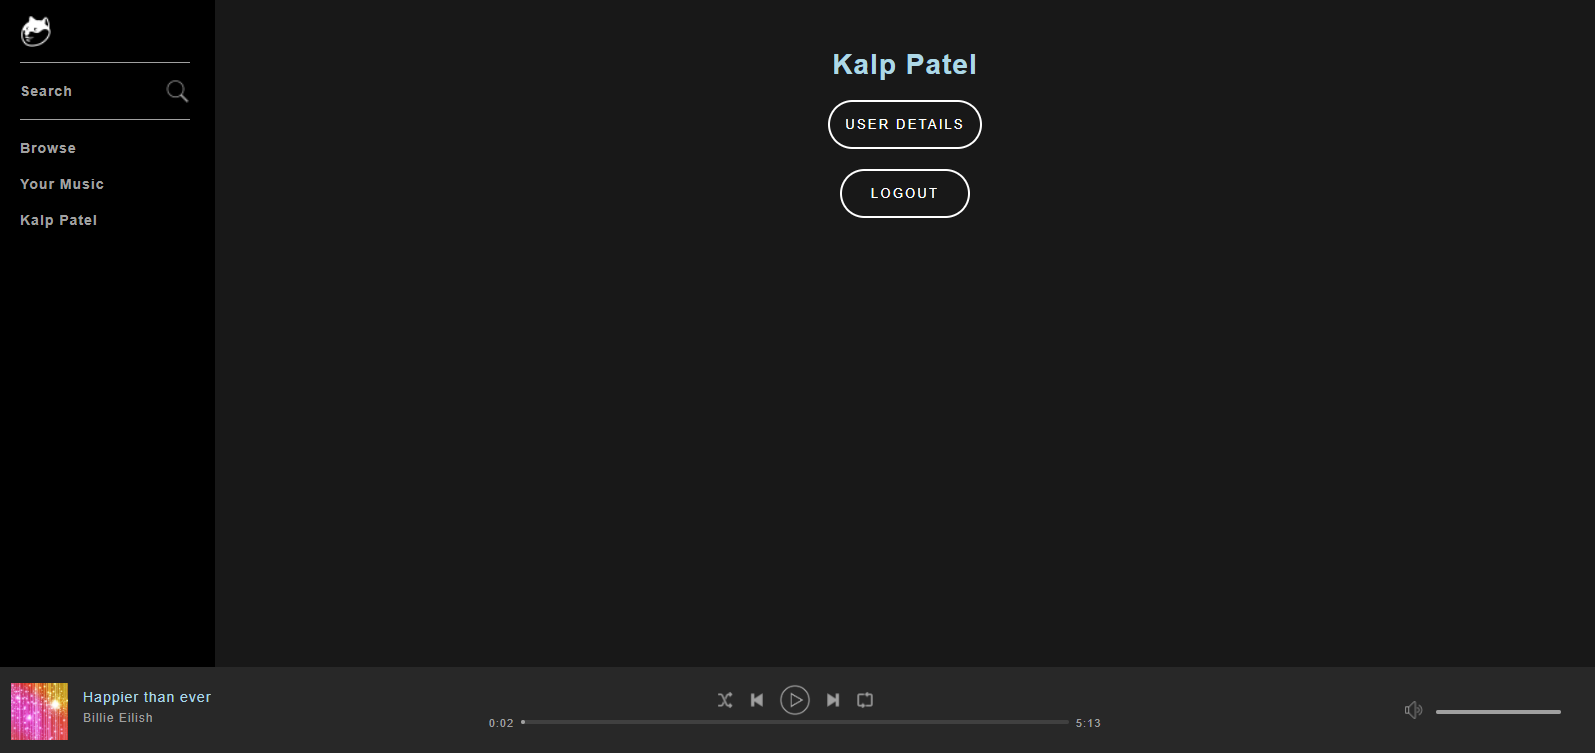 Search
Browse
Your Music
Kalp Patel
Kalp Patel
USER DETAILS
LOGOUT
Happier than ever
Billie Eilish
0:02
5:13